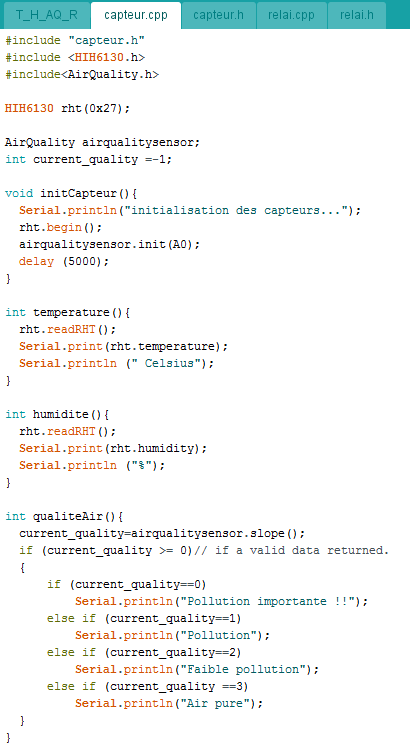 T_H_AQ_R capteur.cpp capteur.h relai.cpp relai.h
#include "capteur.h"
#include <HIH6130.h>
#include<AirQuality.h>

HIH6130 rht(0x27);

AirQuality airqualitysensor;
int current_quality =-1;

void initCapteur(){
  Serial.println("initialisation des capteurs...");
  rht.begin();
  airqualitysensor.init(A0);
  delay (5000);
}

int temperature(){
  rht.readRHT();
  Serial.print(rht.temperature);
  Serial.println (" Celsius");
}

int humidite(){
  rht.readRHT();
  Serial.print(rht.humidity);
  Serial.println ("%");
}

int qualiteAir(){
  current_quality=airqualitysensor.slope();
  if (current_quality >= 0)// if a valid data returned.
  {
      if (current_quality==0)
          Serial.println("Pollution importante !!");
      else if (current_quality==1)
          Serial.println("Pollution");
      else if (current_quality==2)
          Serial.println("Faible pollution");
      else if (current_quality ==3)
          Serial.println("Air pure");
  }
}